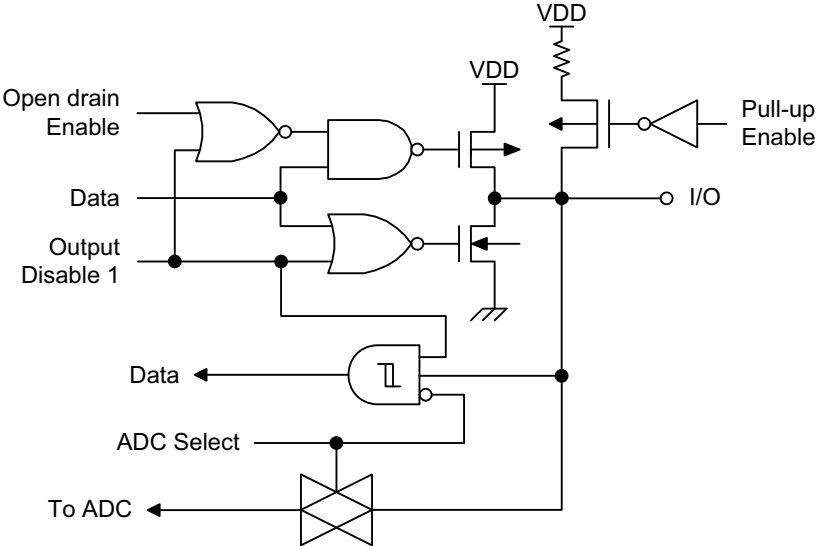 VDD
VDD
Open drain
Enable
Pull-up
Enable
Data
I/O
Output
Disable 1
Data
ADC Select
To ADC